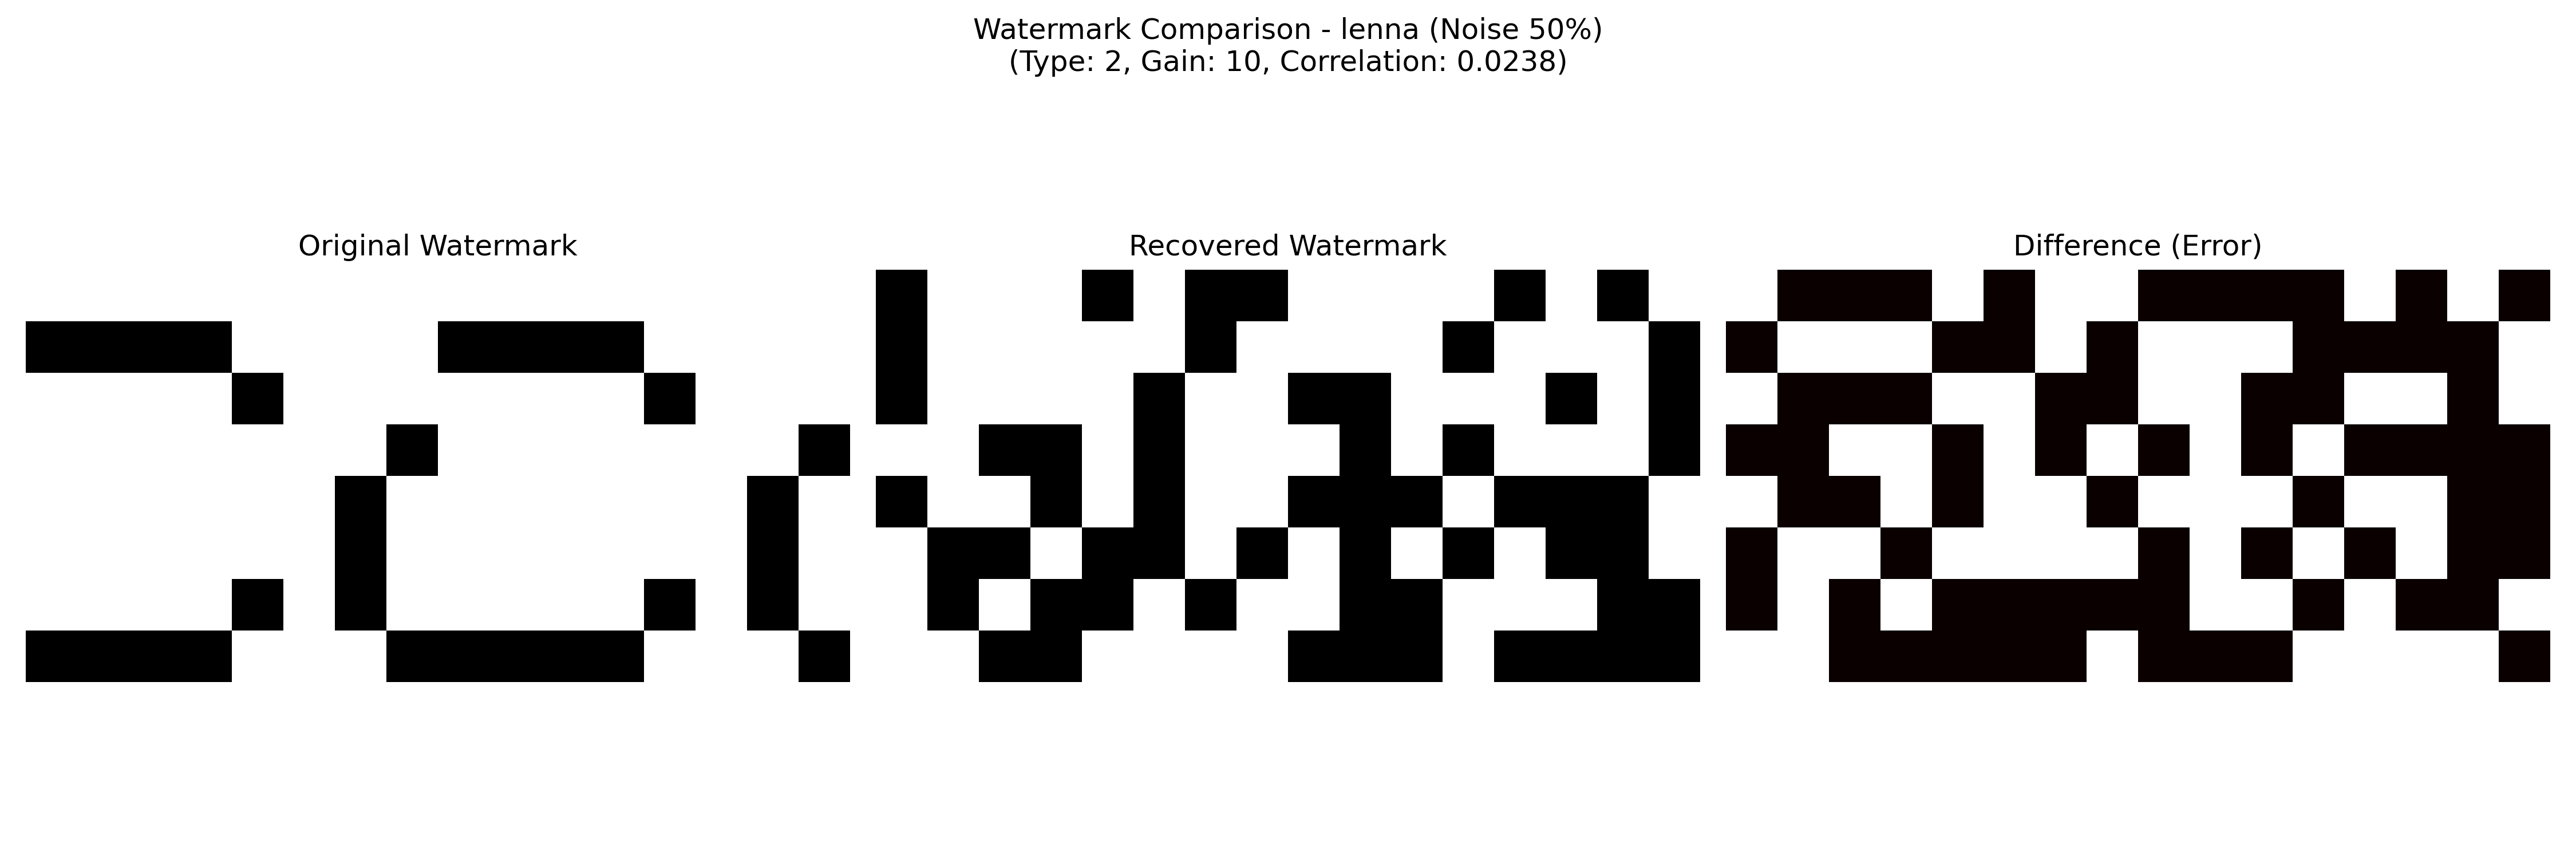 Watermark Comparison - lenna (Noise 50%)
(Type: 2, Gain: 10, Correlation: 0.0238)
Original Watermark
Recovered Watermark
Difference (Error)